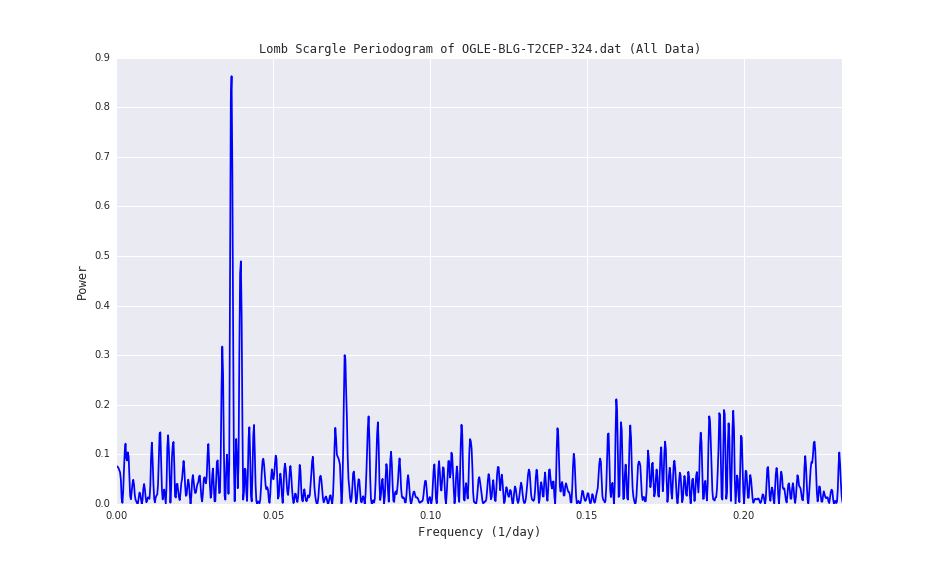 Lomb Scargle Periodogram of OGLE-BLG-T2CEP-324.dat (All Data)
0.9
0.8
0.7
0.6
0.5
0.4
0.3
0.2
0.1
0.0
Power
0.00 0.05 0.10 0.15 0.20
Frequency (1/day)